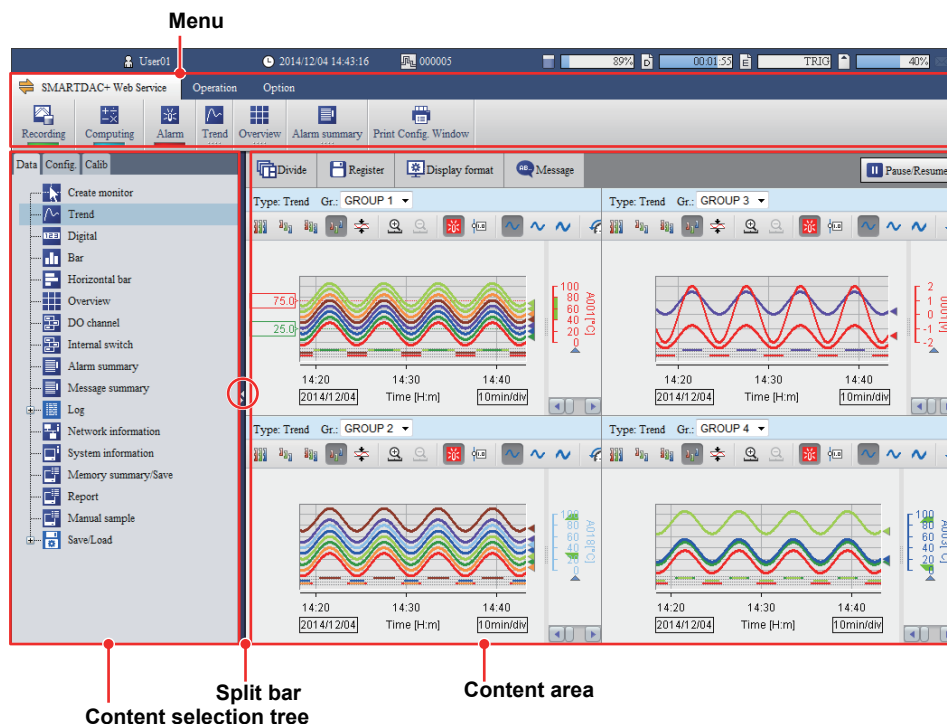 Menu
User01 2014/12/04 14:43:16 000005 89% D 00:01:55 E TRIG 40%
SMARTDAC+ Web Service Operation Option
Recording Computing Alarm Trend Overview Alarm summary Print Config. Window
Data Config. Calib
Create monitor
Trend
Digital
Bar
Horizontal bar
Overview
DO channel
Internal switch
Alarm summary
Message summary
Log
Network information
System information
Memory summary/Save
Report
Manual sample
Save/Load
Divide Register Display format Message Pause/Resume
Type: Trend Gr.: GROUP 1
75.0
25.0
100
80
60
40
20
0
A001[°C]
14:20 14:30 14:40
2014/12/04 Time [H:m] 10min/div
Type: Trend Gr.: GROUP 3
2
1
0
-1
-2
14:20 14:30 14:40
2014/12/04 Time [H:m] 10min/div
Type: Trend Gr.: GROUP 2
100
80
60
40
20
0
A018[°C]
14:20 14:30 14:40
2014/12/04 Time [H:m] 10min/div
Type: Trend Gr.: GROUP 4
100
80
60
40
20
0
A003[°C]
14:20 14:30 14:40
2014/12/04 Time [H:m] 10min/div
Split bar
Content area
Content selection tree